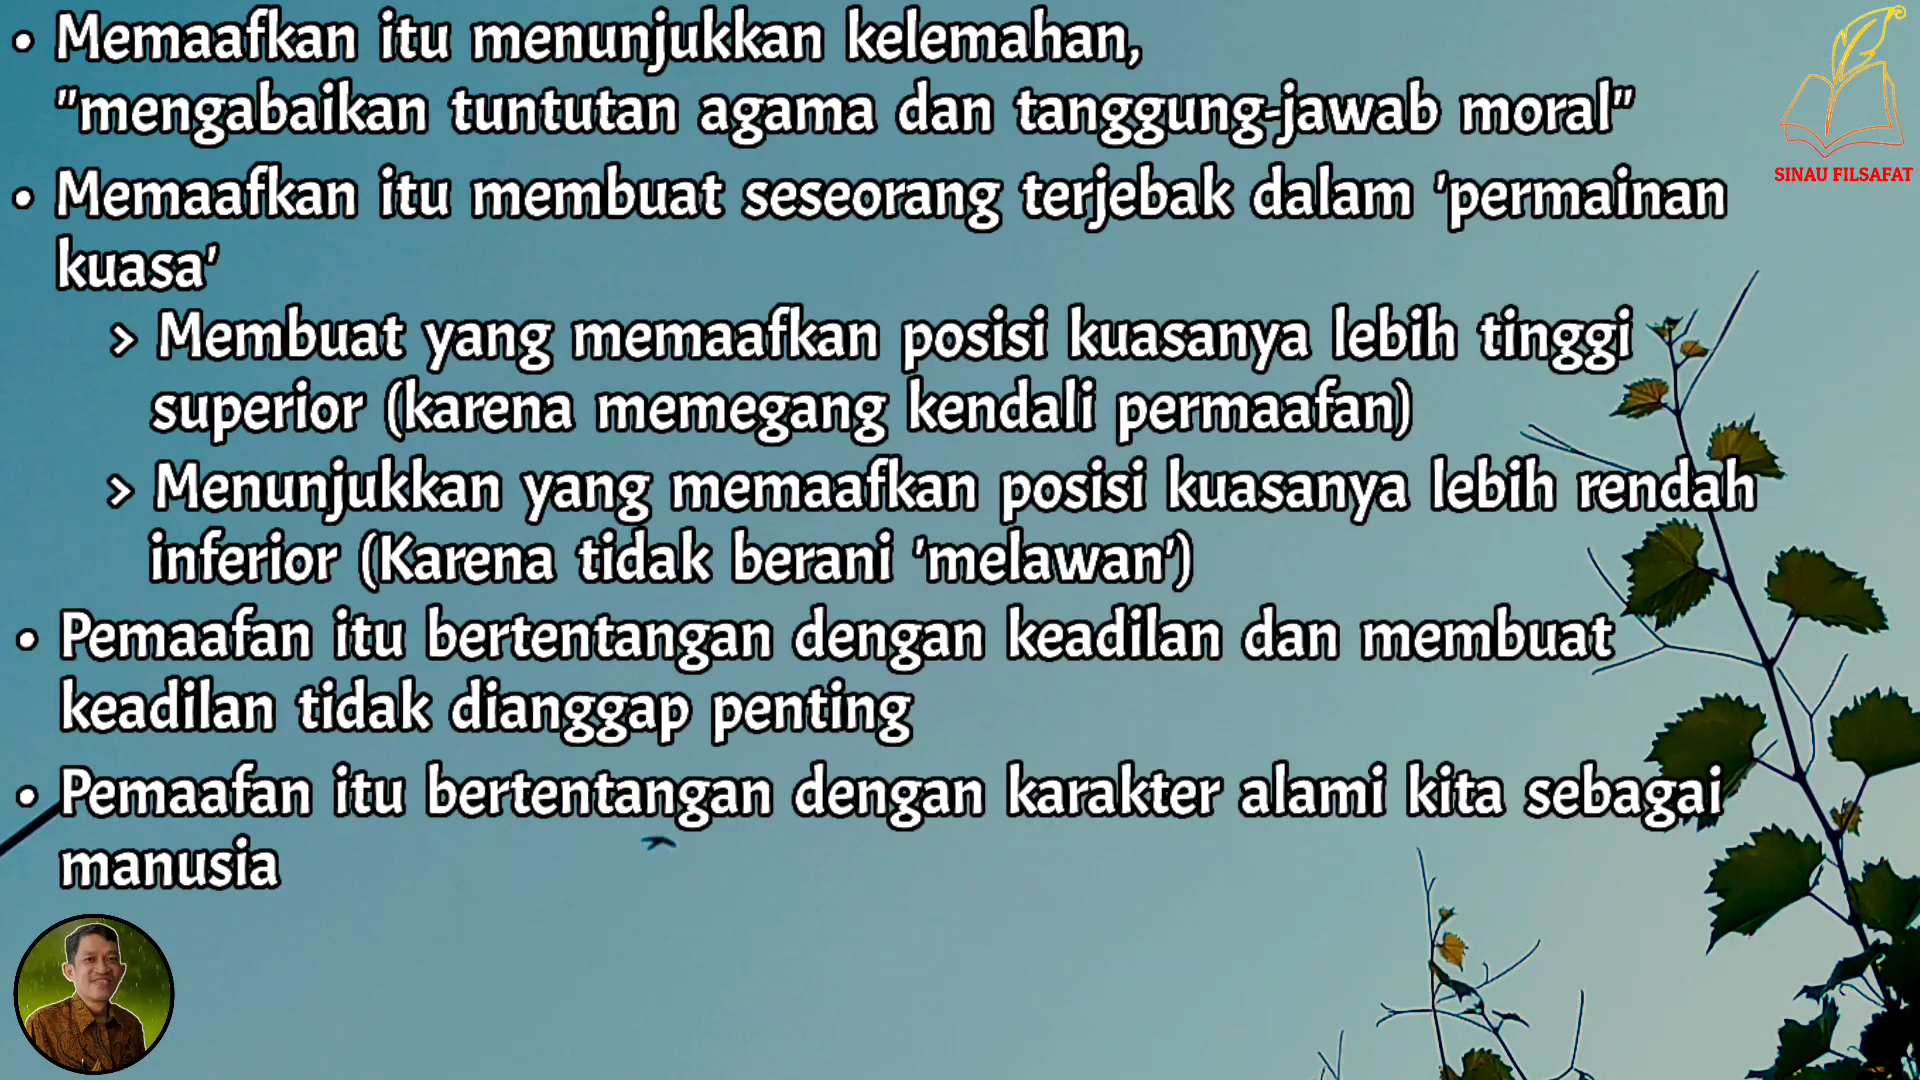 • Memaafkan itu menunjukkan kelemahan,
"mengabaikan tuntutan agama dan tanggung-jawab moral"
SINAU FILSAFAT
• Memaafkan itu membuat seseorang terjebak dalam 'permainan
kuasa'
> Membuat yang memaafkan posisi kuasanya lebih tinggi
superior (karena memegang kendali permaafan)
> Menunjukkan yang memaafkan posisi kuasanya lebih rendah
inferior (Karena tidak berani 'melawan')
• Pemaafan itu bertentangan dengan keadilan dan membuat
keadilan tidak dianggap penting
• Pemaafan itu bertentangan dengan karakter alami kita sebagai
manusia